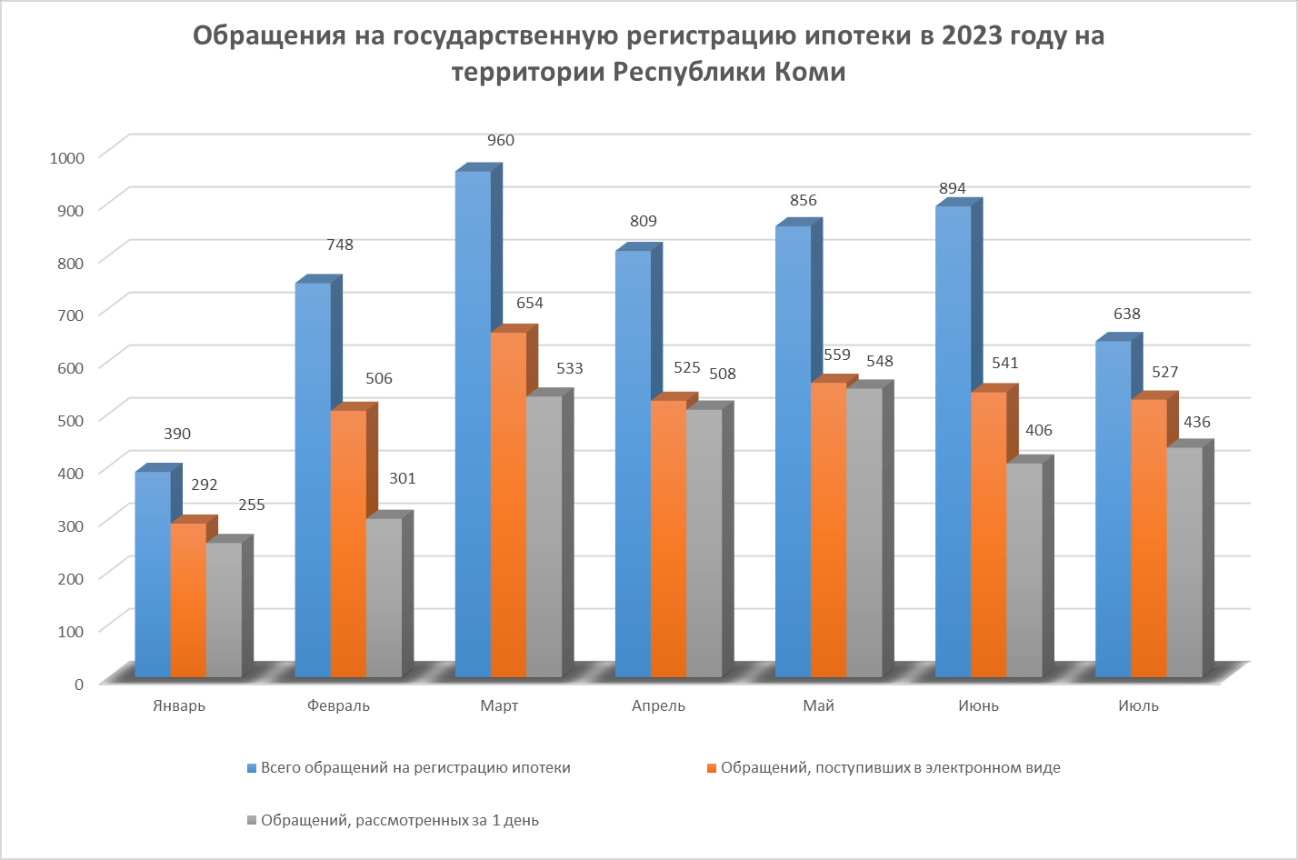 Обращения на государственную регистрацию ипотеки в 2023 году на
территории Республики Коми
1000
900
800
700
600
500
400
300
200
100
0
390
292
255
748
506
301
960
654
533
809
525
508
856
559
548
894
541
406
638
527
436
Январь
Февраль
Март
Апрель
Май
Июнь
Июль
Всего обращений на регистрацию ипотеки
Обращений, поступивших в электронном виде
Обращений, рассмотренных за 1 день